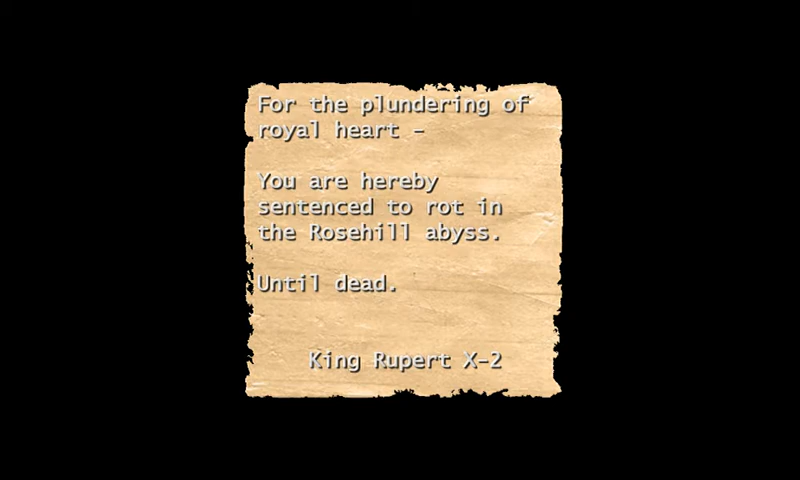 For the plundering of
royal heart -
You are hereby
sentenced to rot in
the Rosehill abyss.
Until dead.
King Rupert X-2